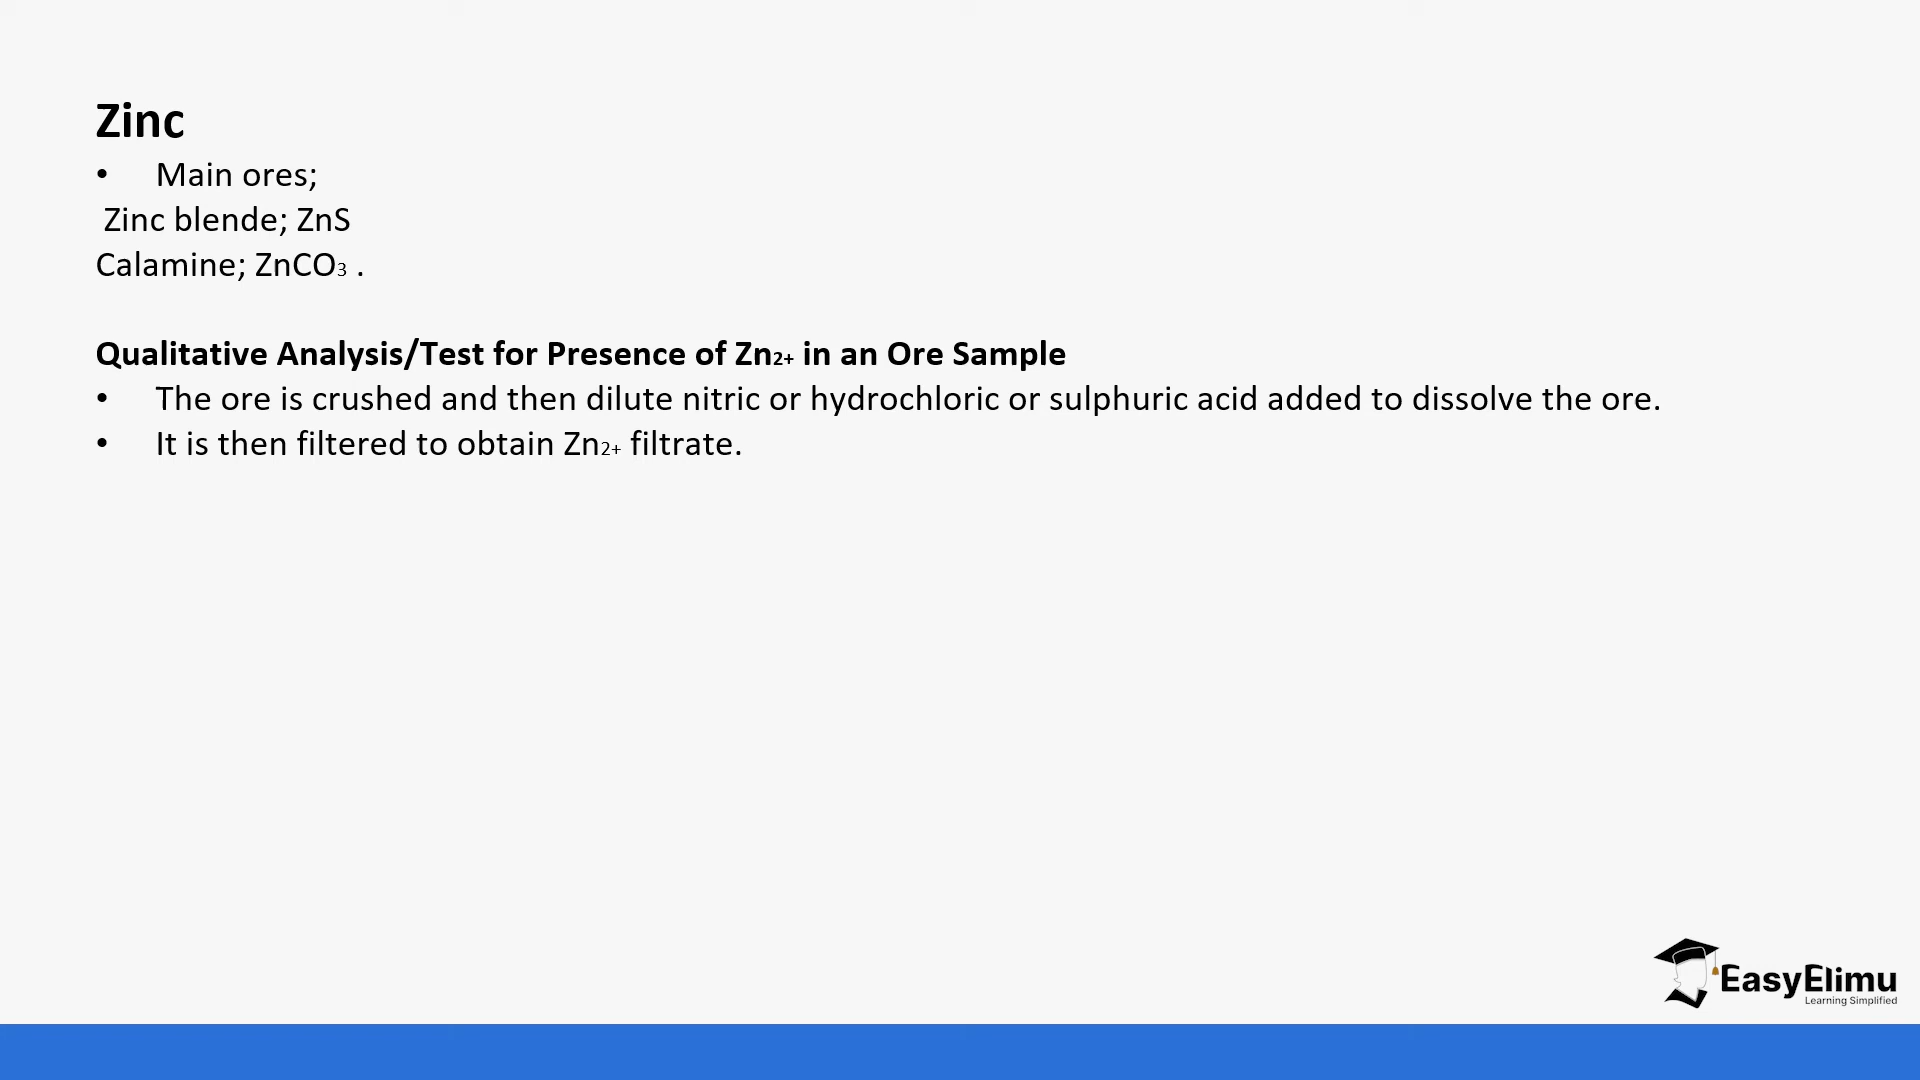 Zinc
• Main ores;
Zinc blende; ZnS
Calamine; ZnCO₃ .
Qualitative Analysis/Test for Presence of Zn₂₊ in an Ore Sample
• The ore is crushed and then dilute nitric or hydrochloric or sulphuric acid added to dissolve the ore.
• It is then filtered to obtain Zn₂₊ filtrate.
EasyElimu
Learning Simplified